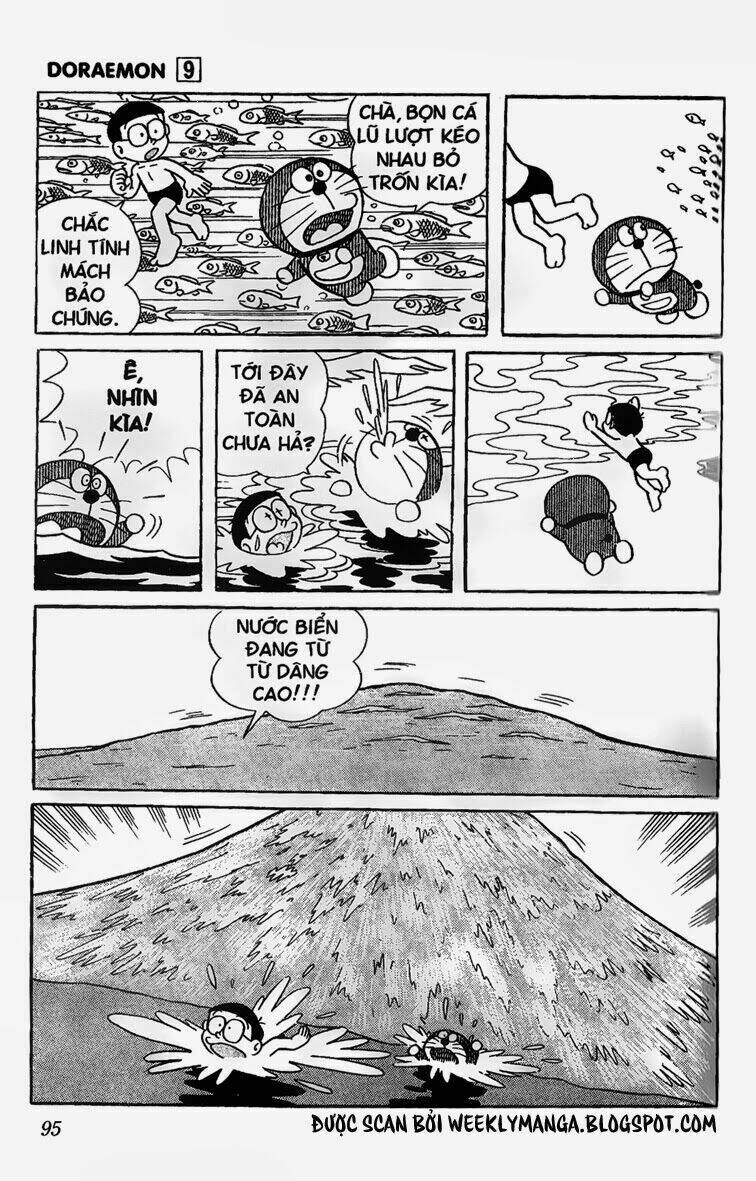 DORAEMON 9
CHÀ, BỌN CÁ
LŨ LƯỢT KÉO
NHAU BỎ
TRỐN KÌA!
CHẮC
LINH TÍNH
MÁCH
BẢO
CHỨNG.
Ê,
NHÌN
KÌA!
TỚI ĐÂY
ĐÃ AN
TOÀN
CHƯA HẢ?
NƯỚC BIỂN
ĐANG TỪ
TỪ DÂNG
CAO!!!
95
ĐƯỢC SCAN BỞI WEEKLYMANGA.BLOGSPOT.COM